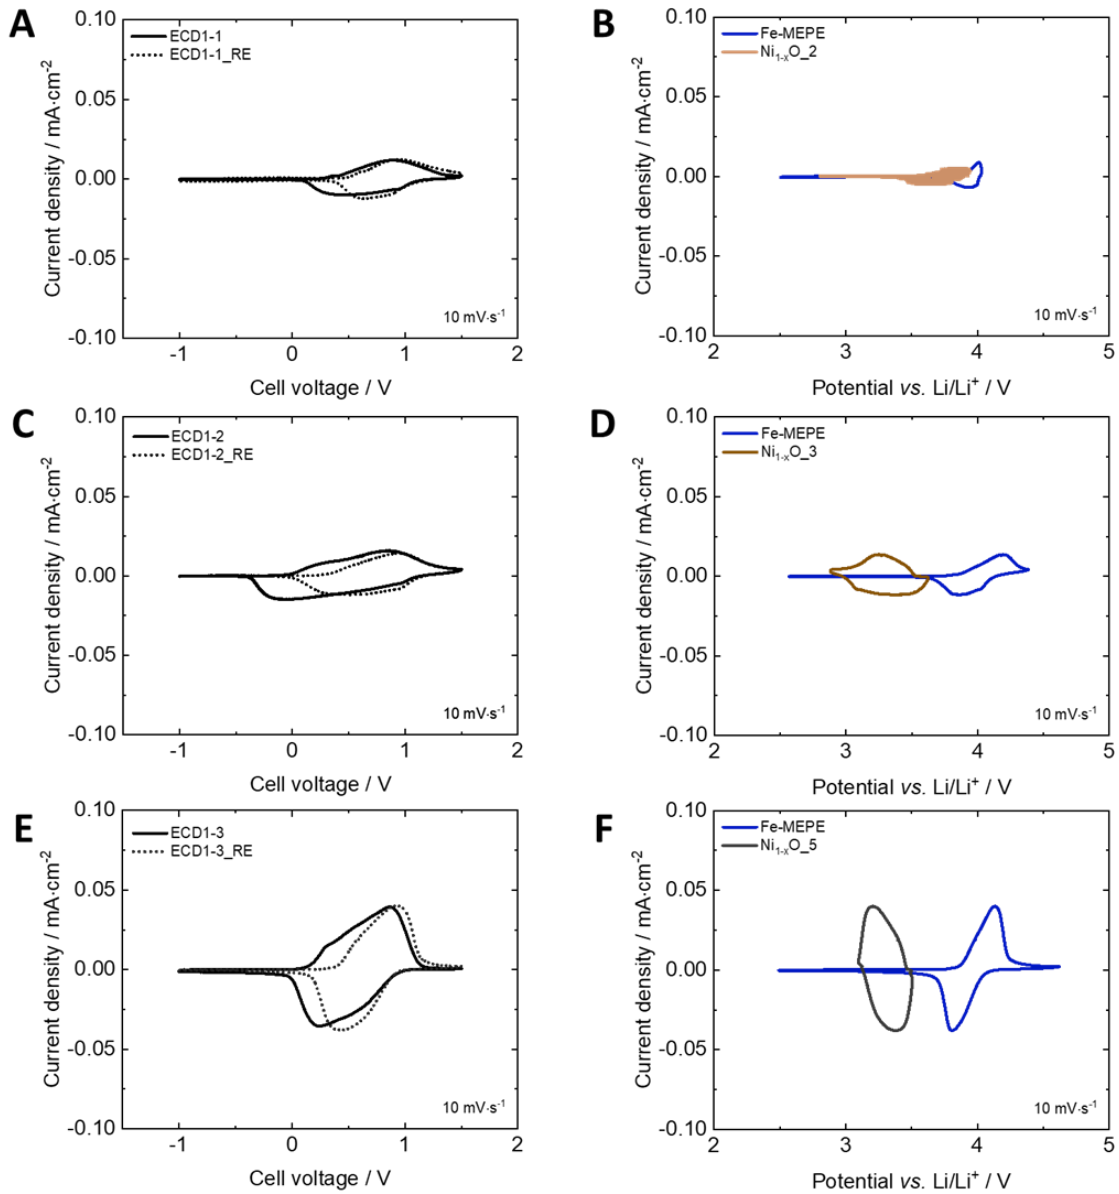 A
ECD1-1
ECD1-1_RE
0.10
0.05
0.00
-0.05
-0.10
Current density / mA·cm⁻²
10 mV·s⁻¹
-1 0 1 2
Cell voltage / V
B
Fe-MEPE
Ni₁₋ₓO_2
0.10
0.05
0.00
-0.05
-0.10
Current density / mA·cm⁻²
10 mV·s⁻¹
2 3 4 5
Potential vs. Li/Li⁺ / V
C
ECD1-2
ECD1-2_RE
0.10
0.05
0.00
-0.05
-0.10
Current density / mA·cm⁻²
10 mV·s⁻¹
-1 0 1 2
Cell voltage / V
D
Fe-MEPE
Ni₁₋ₓO_3
0.10
0.05
0.00
-0.05
-0.10
Current density / mA·cm⁻²
10 mV·s⁻¹
2 3 4 5
Potential vs. Li/Li⁺ / V
E
ECD1-3
ECD1-3_RE
0.10
0.05
0.00
-0.05
-0.10
Current density / mA·cm⁻²
10 mV·s⁻¹
-1 0 1 2
Cell voltage / V
F
Fe-MEPE
Ni₁₋ₓO_5
0.10
0.05
0.00
-0.05
-0.10
Current density / mA·cm⁻²
10 mV·s⁻¹
2 3 4 5
Potential vs. Li/Li⁺ / V